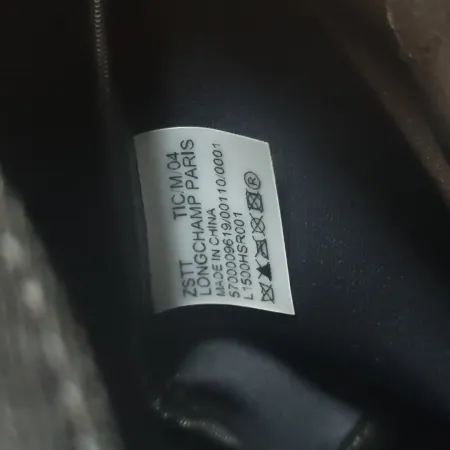 ZSTT TIC/M 04
LONGCHAMP PARIS
MADE IN CHINA
5700009619/00110/0001
L1500HSR001